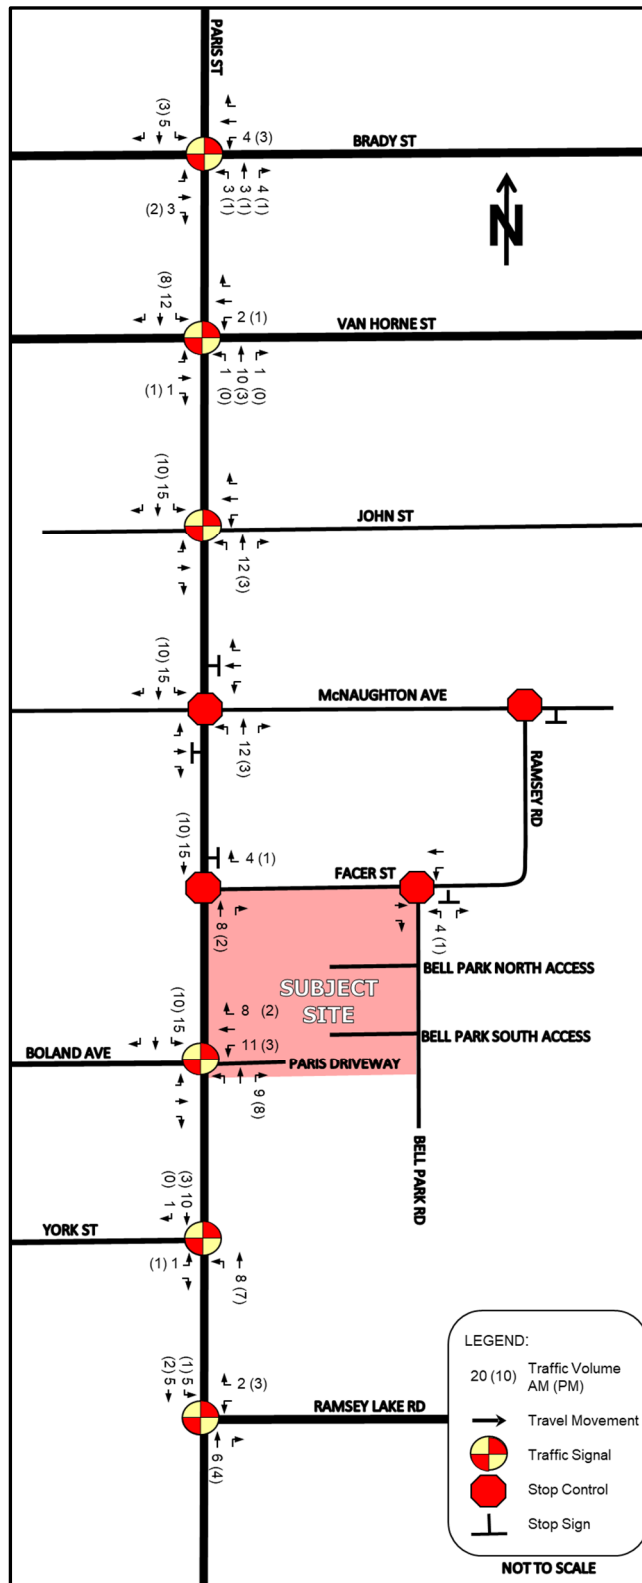 PARIS ST
(3) 5
4 (3)
BRADY ST
(2) 3
3 (1)
3 (1)
4 (1)
N
(8) 12
2 (1)
VAN HORNE ST
(1) 1
1 (0)
10 (3)
1 (0)
(10) 15
JOHN ST
12 (3)
(10) 15
McNAUGHTON AVE
12 (3)
RAMSEY RD
(10) 15
4 (1)
FACER ST
8 (2)
4 (1)
BELL PARK NORTH ACCESS
SUBJECT
SITE
(10) 15
8 (2)
BELL PARK SOUTH ACCESS
11 (3)
BOLAND AVE
PARIS DRIVEWAY
9 (8)
BELL PARK RD
(3) 10
(0) 1
YORK ST
(1) 1
8 (7)
(1) 5
(2) 5
2 (3)
RAMSEY LAKE RD
6 (4)
LEGEND:
20 (10) Traffic Volume
AM (PM)
Travel Movement
Traffic Signal
Stop Control
Stop Sign
NOT TO SCALE